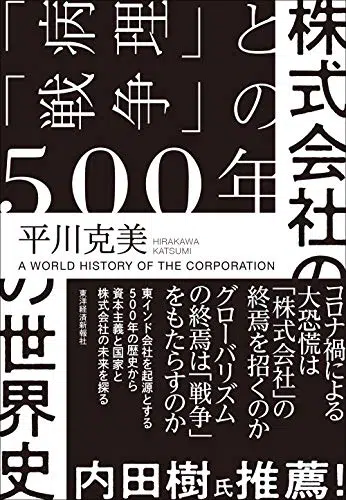 株式会社の世界史
「病理」と
「戦争」の
500年
平川克美
HIRAKAWA
KATSUMI
A WORLD HISTORY OF THE CORPORATION
東洋経済新報社
コロナ禍による
大恐慌は
「株式会社」の
終焉を招くのか
グローバリズム
の終焉は「戦争」
をもたらすのか
東インド会社を起源とする
500年の歴史から
資本主義と国家と
株式会社の未来を探る
内田樹氏推薦!